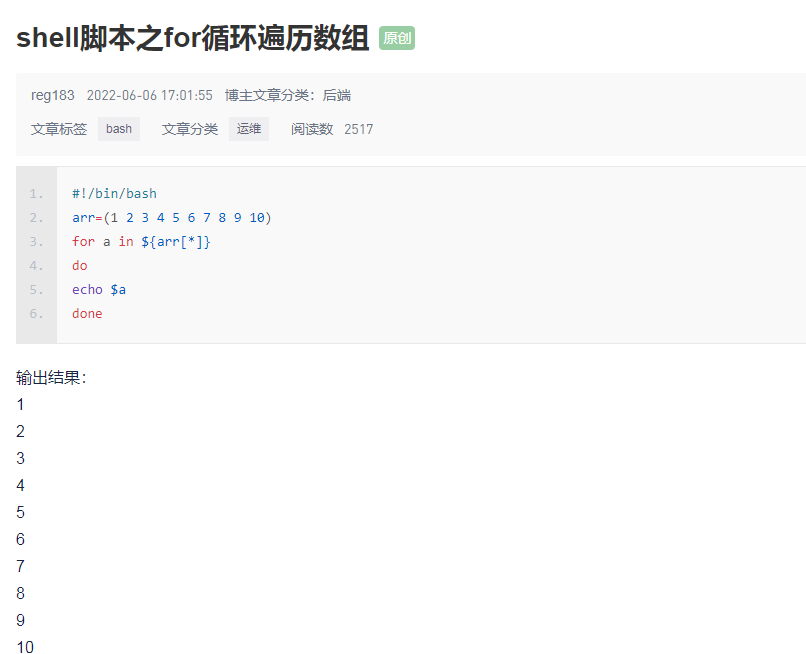 shell脚本之for循环遍历数组 原创
reg183 2022-06-06 17:01:55 博主文章分类：后端
文章标签 bash 文章分类 运维 阅读数 2517
1. #!/bin/bash
2. arr=(1 2 3 4 5 6 7 8 9 10)
3. for a in ${arr[*]}
4. do
5. echo $a
6. done
输出结果：
1
2
3
4
5
6
7
8
9
10